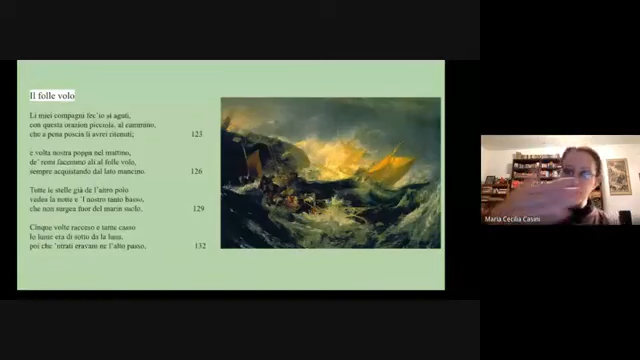 Il folle volo
Li miei compagni fec'io sì aguti,
con questa orazion picciola, al cammino,
che a pena poscia li avrei ritenuti;
123
e volta nostra poppa nel mattino,
de' remi facemmo ali al folle volo,
sempre acquistando dal lato mancino.
126
Tutte le stelle già de l'altro polo
vedea la notte e 'l nostro tanto basso,
che non surgea fuor del marin suolo.
129
Cinque volte racceso e tante casso
lo lume era di sotto da la luna,
poi che 'ntrati eravam ne l'alto passo,
132
Maria Cecilia Casini